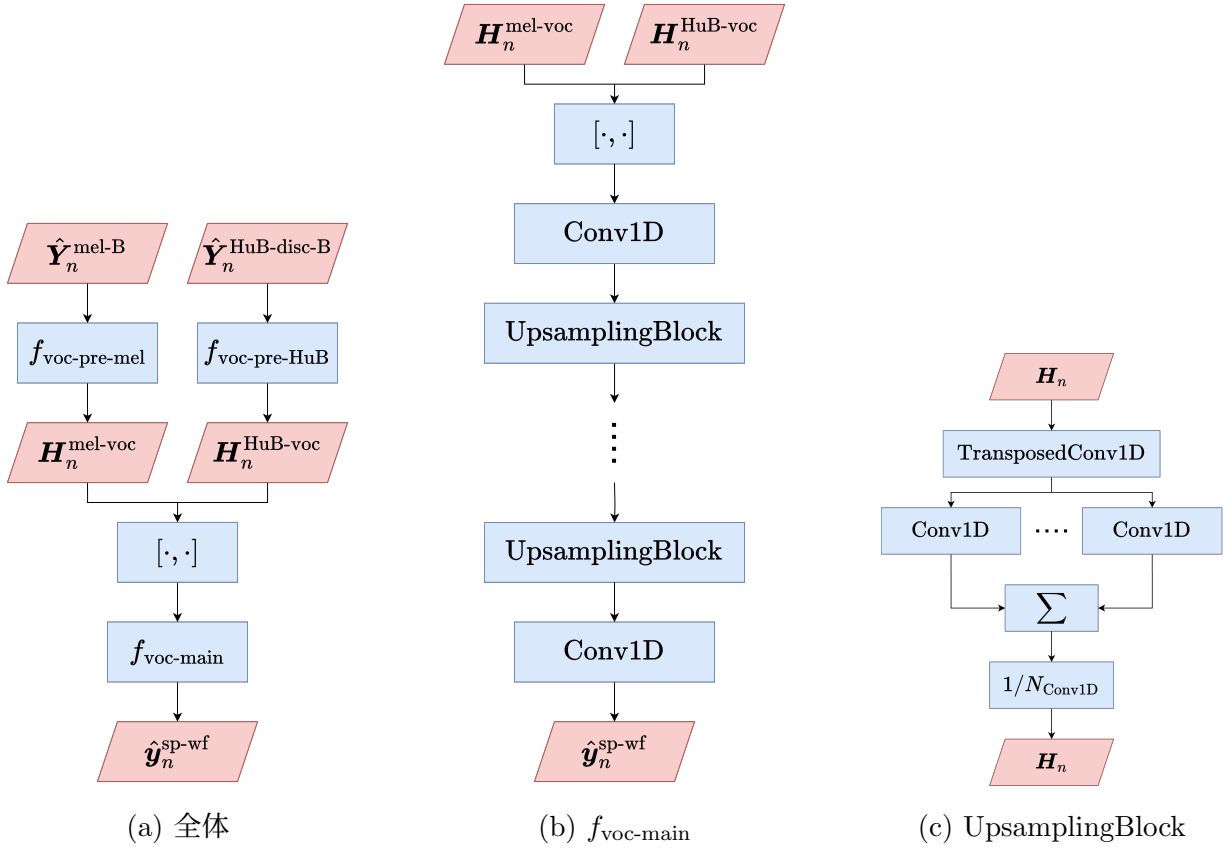 Ŷ_n^mel-B
Ŷ_n^HuB-disc-B
f_voc-pre-mel
f_voc-pre-HuB
H_n^mel-voc
H_n^HuB-voc
[·,·]
f_voc-main
ŷ_n^sp-wf
(a) 全体
H_n^mel-voc
H_n^HuB-voc
[·,·]
Conv1D
UpsamplingBlock
UpsamplingBlock
Conv1D
ŷ_n^sp-wf
(b) f_voc-main
H_n
TransposedConv1D
Conv1D
····
Conv1D
∑
1/N_Conv1D
H_n
(c) UpsamplingBlock